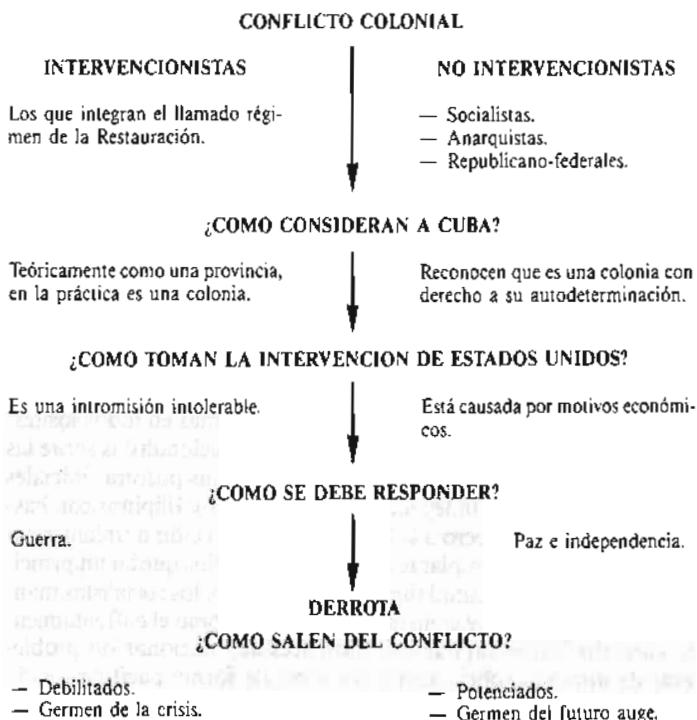 CONFLICTO COLONIAL
INTERVENCIONISTAS
Los que integran el llamado régi-
men de la Restauración.
NO INTERVENCIONISTAS
— Socialistas.
— Anarquistas.
— Republicano-federales.
¿COMO CONSIDERAN A CUBA?
Teóricamente como una provincia,
en la práctica es una colonia.
Reconocen que es una colonia con
derecho a su autodeterminación.
¿COMO TOMAN LA INTERVENCION DE ESTADOS UNIDOS?
Es una intromisión intolerable.
Está causada por motivos económi-
cos.
¿COMO SE DEBE RESPONDER?
Guerra.
Paz e independencia.
DERROTA
¿COMO SALEN DEL CONFLICTO?
— Debilitados.
— Germen de la crisis.
— Potenciados.
— Germen del futuro auge.